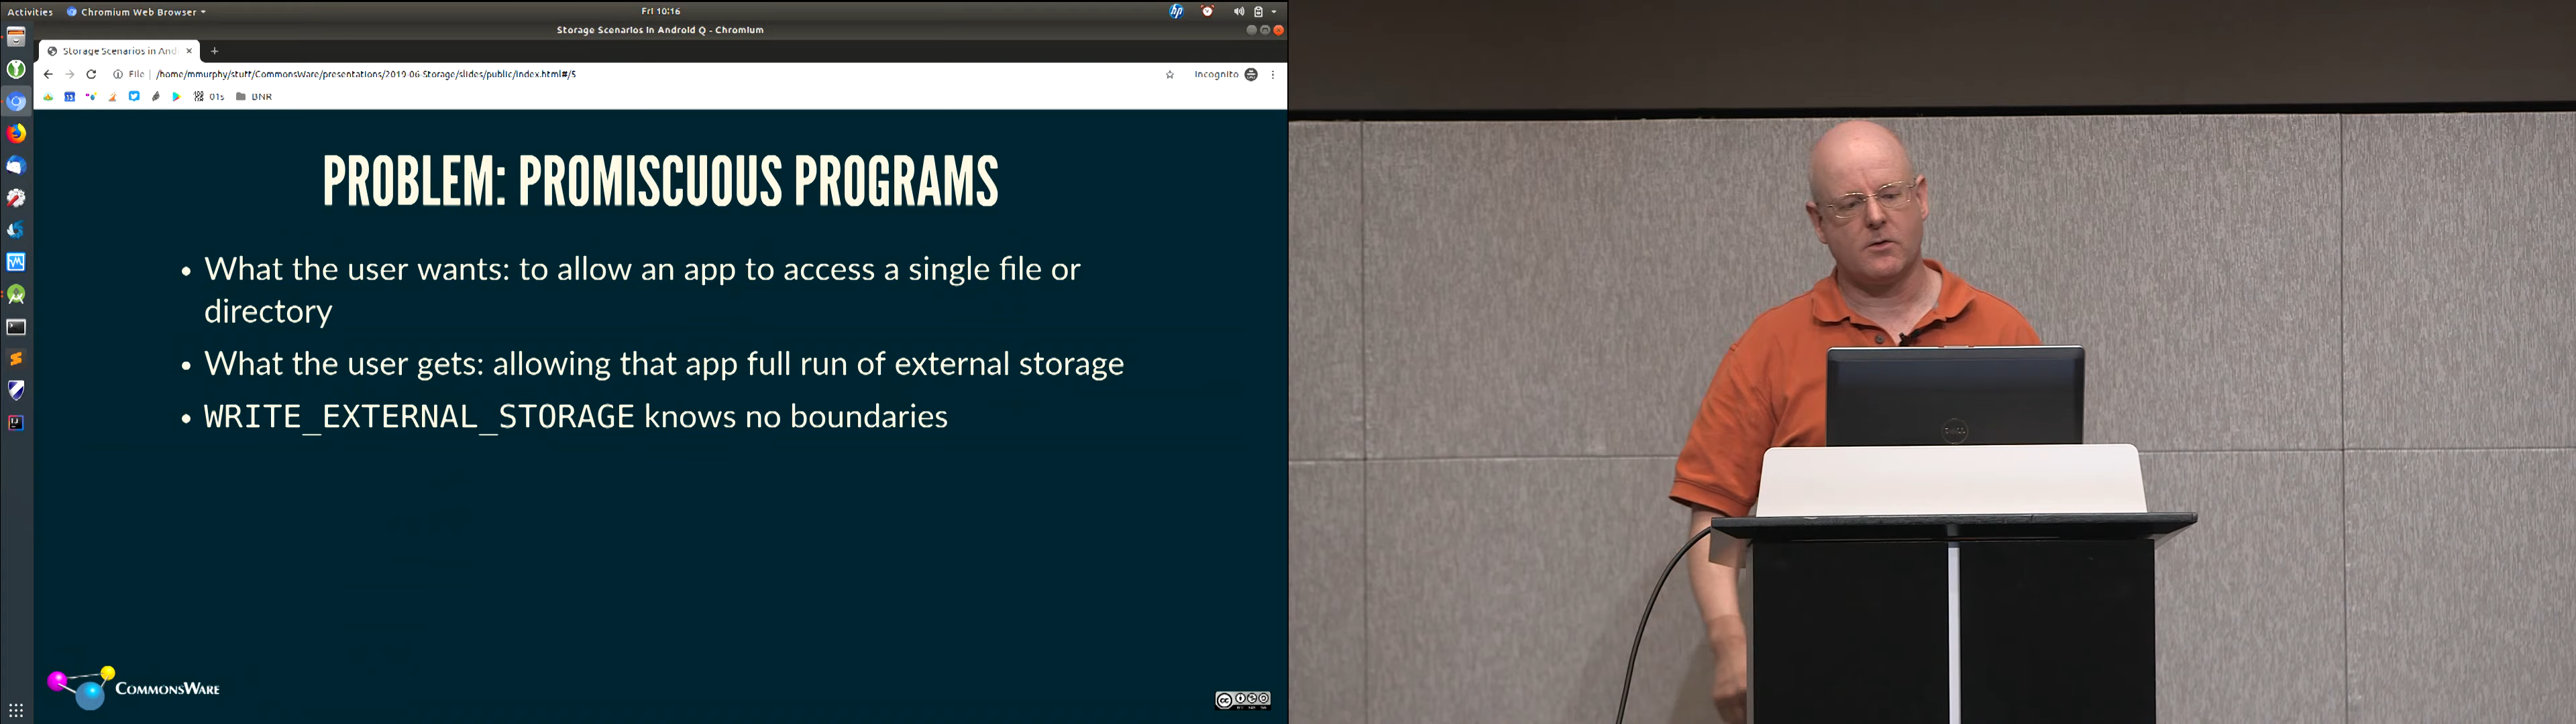 Activities
Chromium Web Browser
Fri 10:16
Storage Scenarios in Android Q - Chromium
Storage Scenarios in And
File
/home/mmurphy/stuff/CommonsWare/presentations/2019-06-Storage/slides/public/index.html#/5
Incognito
01s
BNR
PROBLEM: PROMISCUOUS PROGRAMS
• What the user wants: to allow an app to access a single file or
directory
• What the user gets: allowing that app full run of external storage
• WRITE_EXTERNAL_STORAGE knows no boundaries
COMMONSWARE
hp
DELL